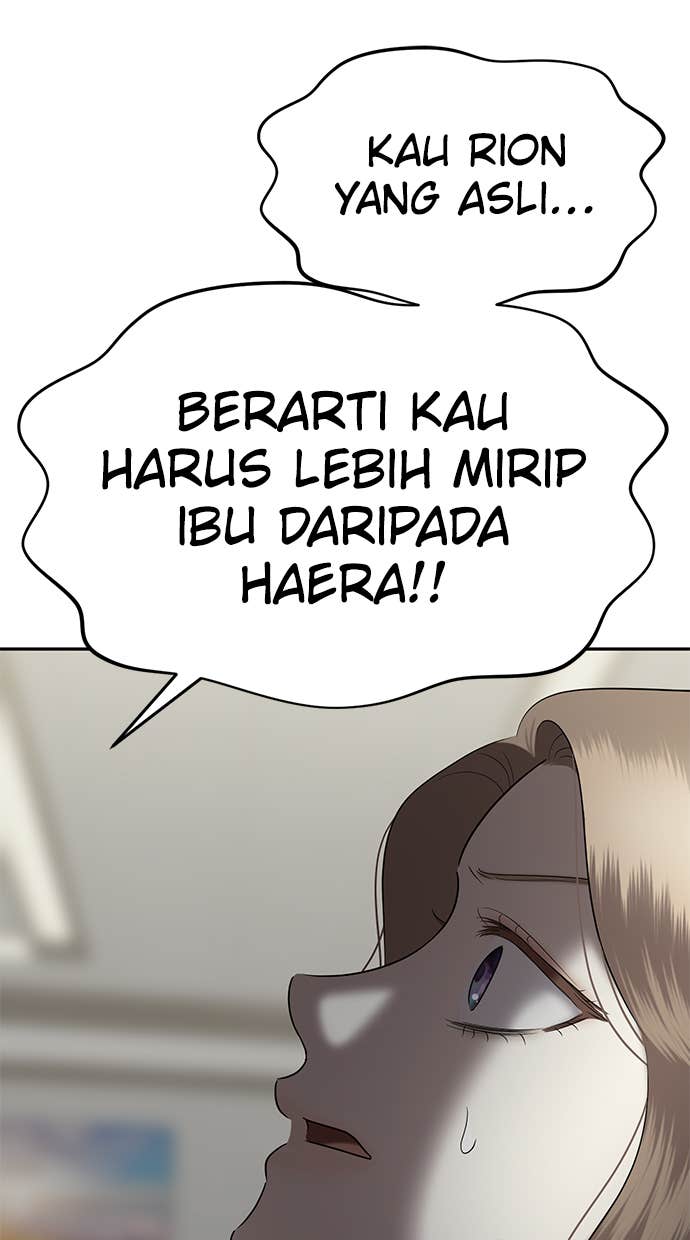 KAU RION
YANG ASLI...
BERARTI KAU
HARUS LEBIH MIRIP
IBU DARIPADA
HAERA!!